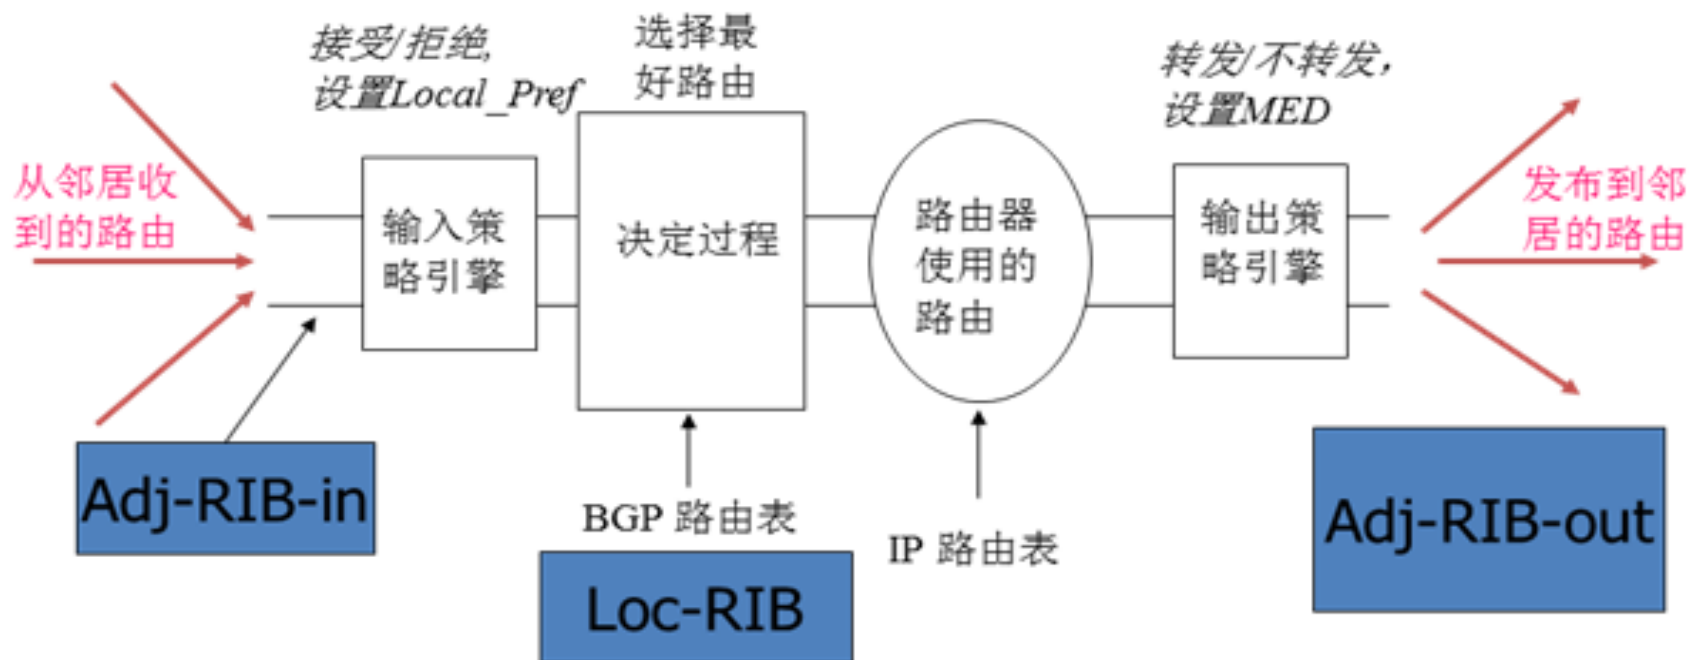 接受/拒绝,
设置Local_Pref
选择最
好路由
转发/不转发，
设置MED
从邻居收
到的路由
输入策
略引擎
决定过程
路由器
使用的
路由
输出策
略引擎
发布到邻
居的路由
Adj-RIB-in
BGP 路由表
Loc-RIB
IP 路由表
Adj-RIB-out